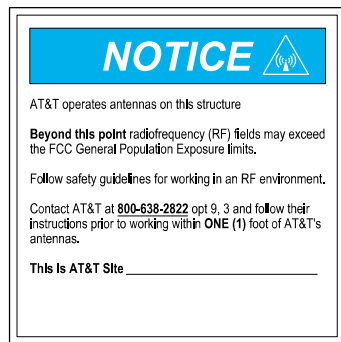 NOTICE
AT&T operates antennas on this structure
Beyond this point radiofrequency (RF) fields may exceed
the FCC General Population Exposure limits.
Follow safety guidelines for working in an RF environment.
Contact AT&T at 800-638-2822 opt 9, 3 and follow their
instructions prior to working within ONE (1) foot of AT&T's
antennas.
This is AT&T Site